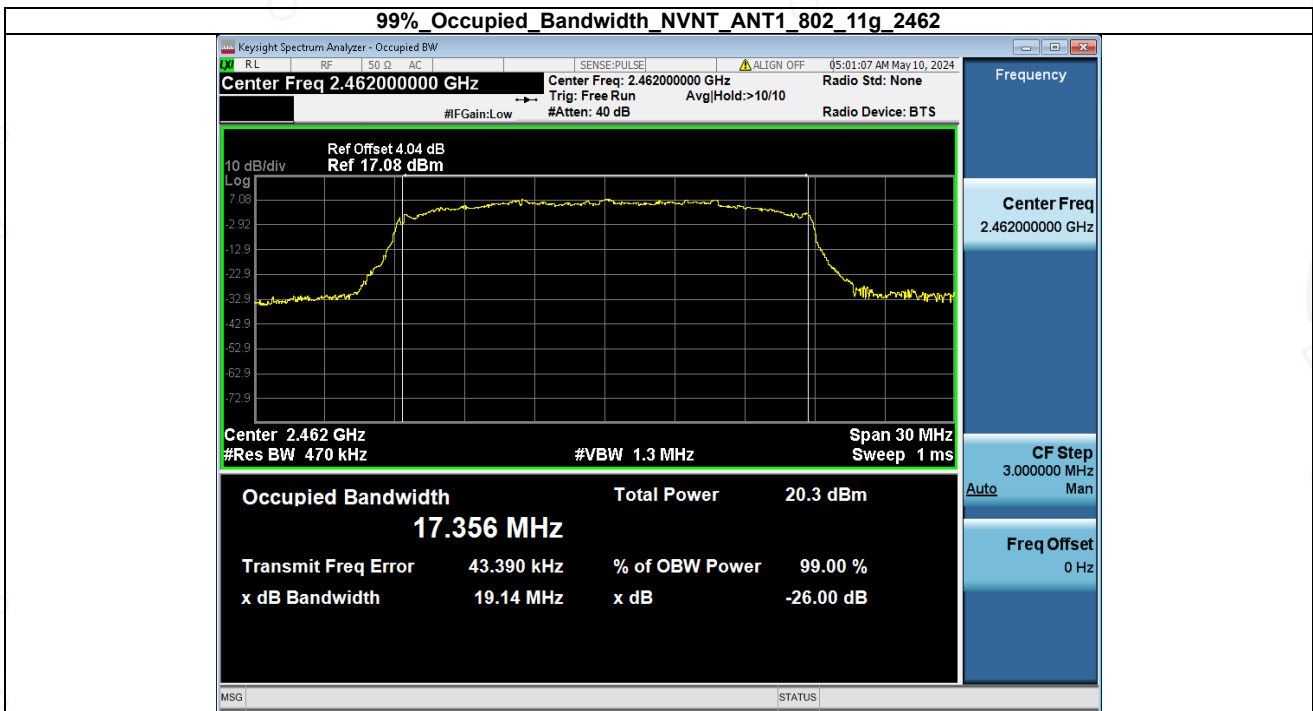 99%_Occupied_Bandwidth_NVNT_ANT1_802_11g_2462
Keysight Spectrum Analyzer - Occupied BW
LXI RL RF 50 Ω AC SENSE:PULSE ALIGN OFF 05:01:07 AM May 10, 2024
Center Freq 2.462000000 GHz
Center Freq: 2.462000000 GHz
Radio Std: None
Trig: Free Run Avg|Hold:>10/10
#IFGain:Low #Atten: 40 dB Radio Device: BTS
Ref Offset 4.04 dB
10 dB/div Ref 17.08 dBm
Log
7.08
-2.92
-12.9
-22.9
-32.9
-42.9
-52.9
-62.9
-72.9
Center 2.462 GHz Span 30 MHz
#Res BW 470 kHz #VBW 1.3 MHz Sweep 1 ms
Occupied Bandwidth Total Power 20.3 dBm
17.356 MHz
Transmit Freq Error 43.390 kHz % of OBW Power 99.00 %
x dB Bandwidth 19.14 MHz x dB -26.00 dB
MSG STATUS
Frequency
Center Freq
2.462000000 GHz
CF Step
3.000000 MHz
Auto Man
Freq Offset
0 Hz